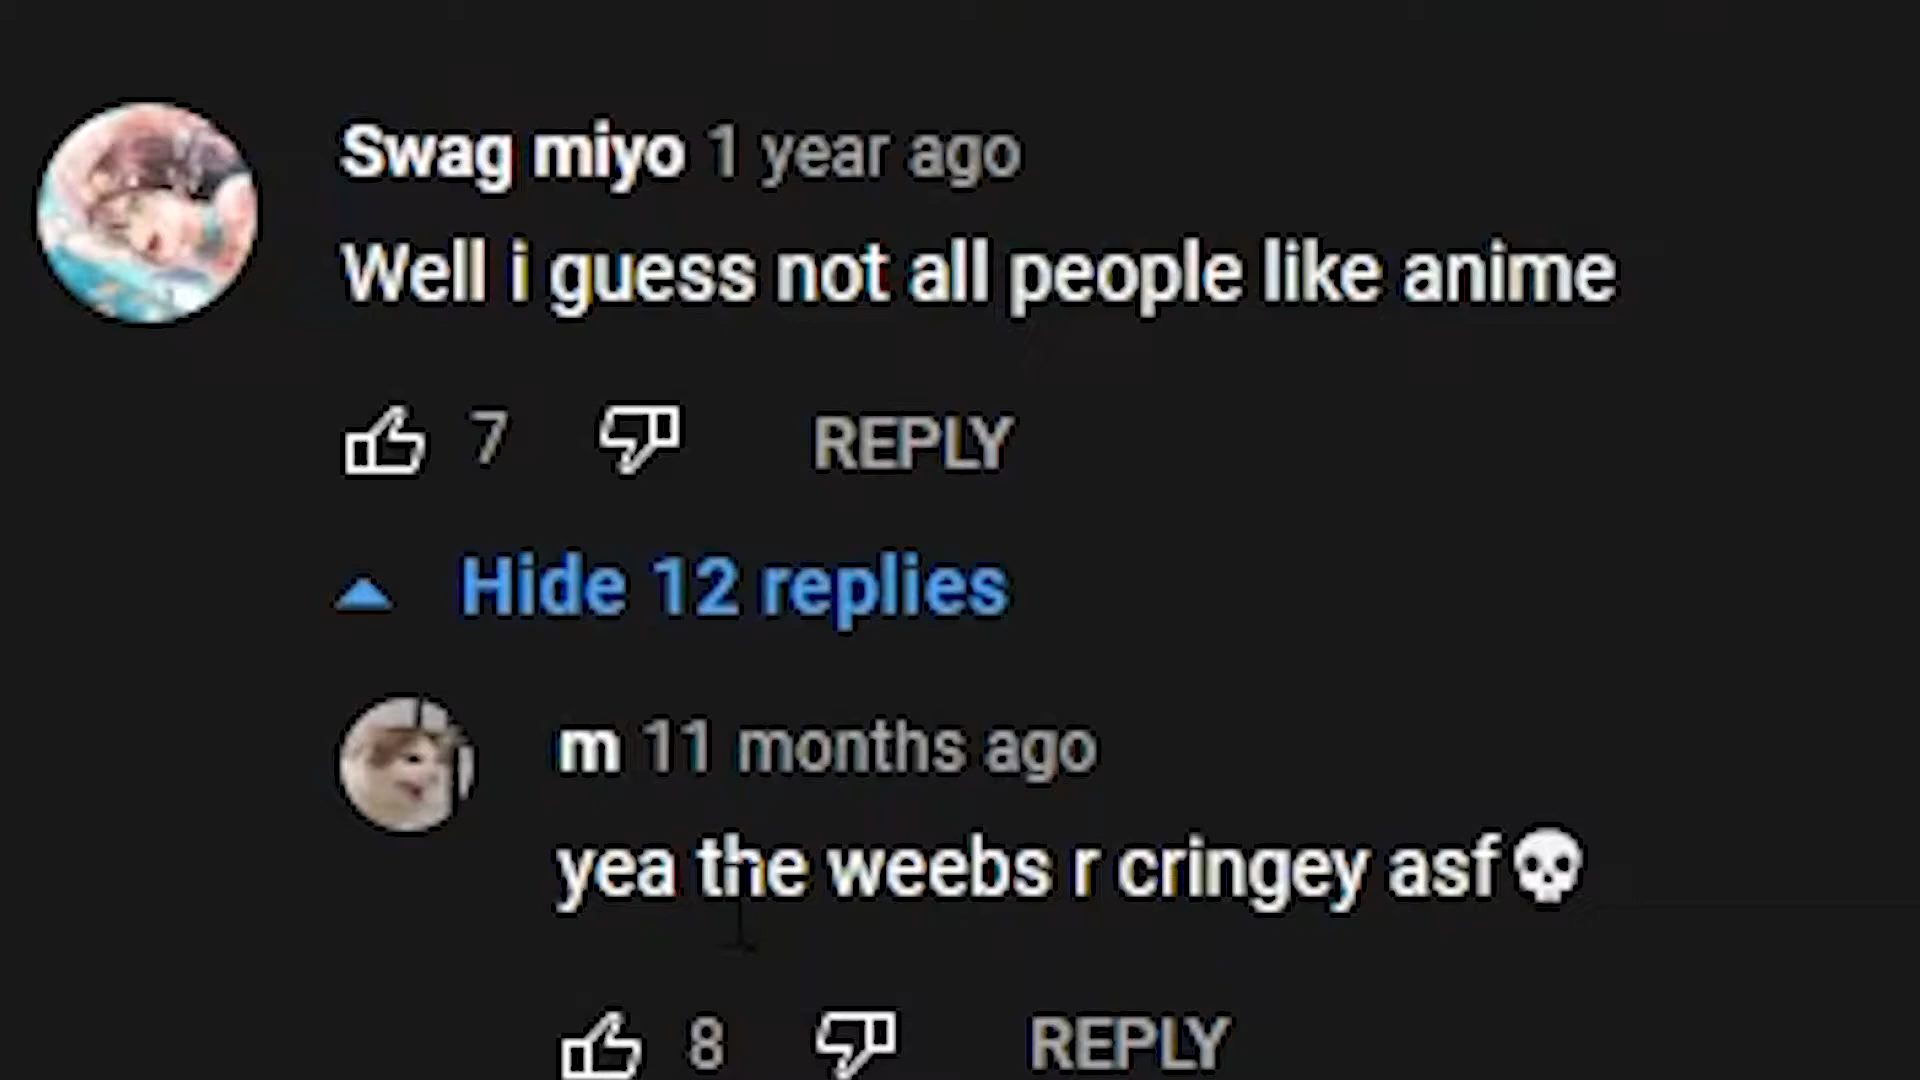 Swag miyo 1 year ago
Well i guess not all people like anime
7 REPLY
Hide 12 replies
m 11 months ago
yea the weebs r cringey asf💀
8 REPLY